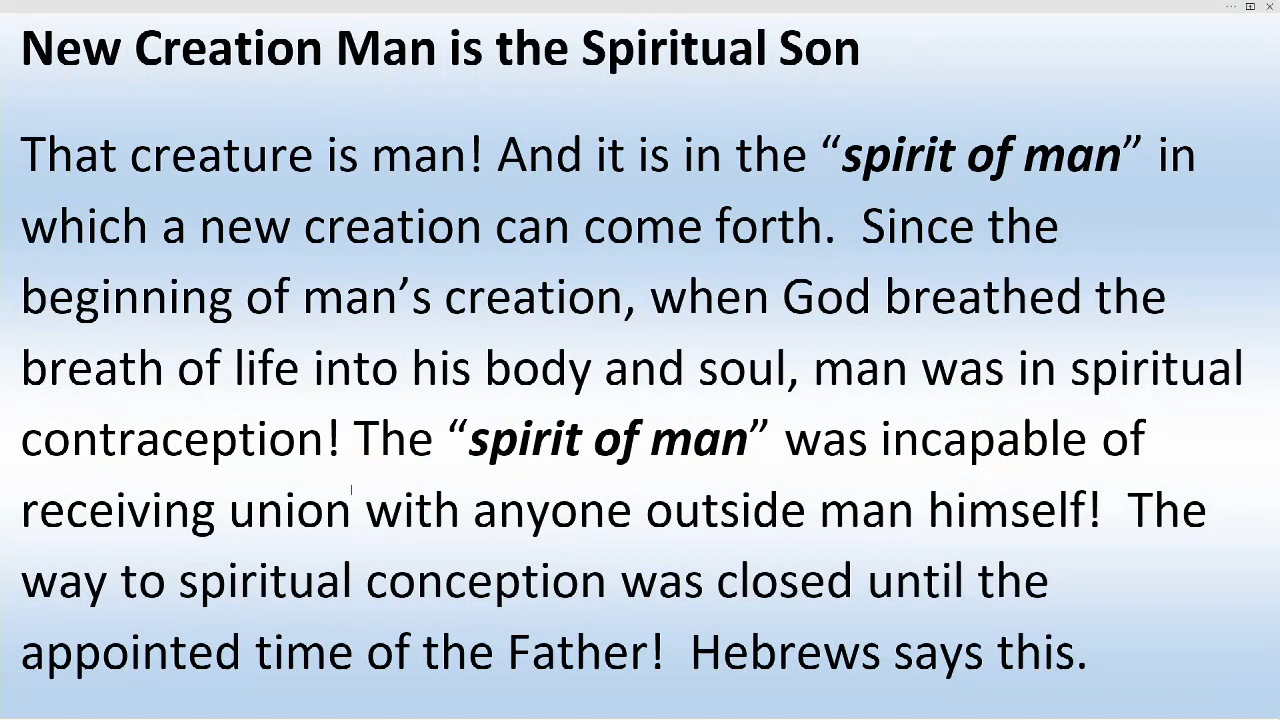 New Creation Man is the Spiritual Son
That creature is man! And it is in the “spirit of man” in
which a new creation can come forth.  Since the
beginning of man’s creation, when God breathed the
breath of life into his body and soul, man was in spiritual
contraception! The “spirit of man” was incapable of
receiving union with anyone outside man himself!  The
way to spiritual conception was closed until the
appointed time of the Father!  Hebrews says this.